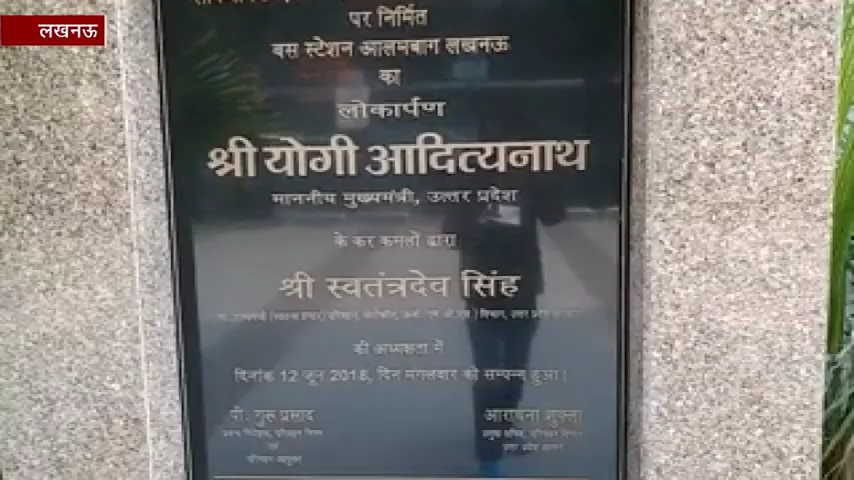 लखनऊ
पर निर्मित
बस स्टेशन आलमबाग लखनऊ
का
लोकार्पण
श्री योगी आदित्यनाथ
माननीय मुख्यमंत्री, उत्तर प्रदेश
के कर कमलों द्वारा
श्री स्वतंत्रदेव सिंह
की अध्यक्षता में
दिनांक 12 जून 2018, दिन मंगलवार को सम्पन्न हुआ।
पी. गुरू प्रसाद
आराधना शुक्ला